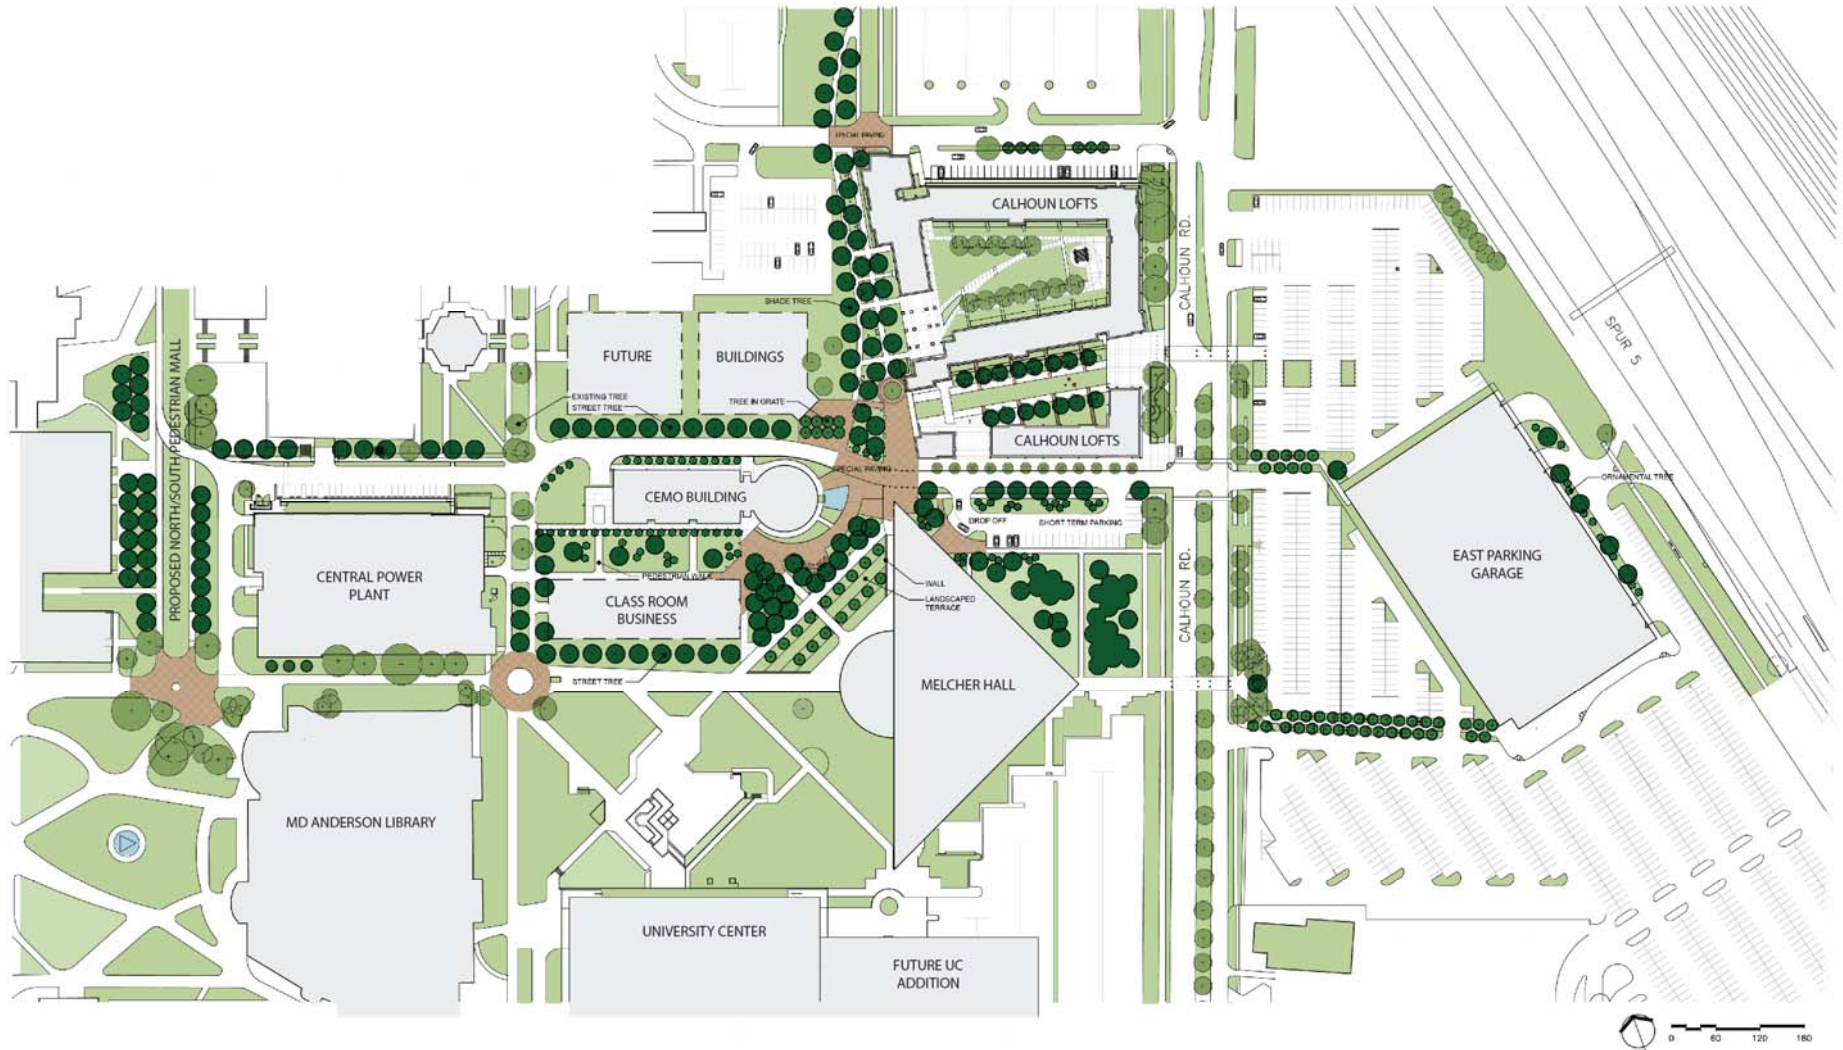 SPECIAL PAVING
CALHOUN LOFTS
CALHOUN RD.
SHADE TREE
SPUR 5
PROPOSED NORTH/SOUTH PEDESTRIAN MALL
FUTURE
BUILDINGS
EXISTING TREE
STREET TREE
TREE IN GRATE
CALHOUN LOFTS
SPECIAL PAVING
CEMO BUILDING
ORNAMENTAL TREE
DROP OFF
SHORT TERM PARKING
EAST PARKING
GARAGE
CENTRAL POWER
PLANT
PEDESTRIAN WALK
WALL
LANDSCAPED
TERRACE
CLASS ROOM
BUSINESS
CALHOUN RD.
STREET TREE
MELCHER HALL
MD ANDERSON LIBRARY
UNIVERSITY CENTER
FUTURE UC
ADDITION
0 60 120 180